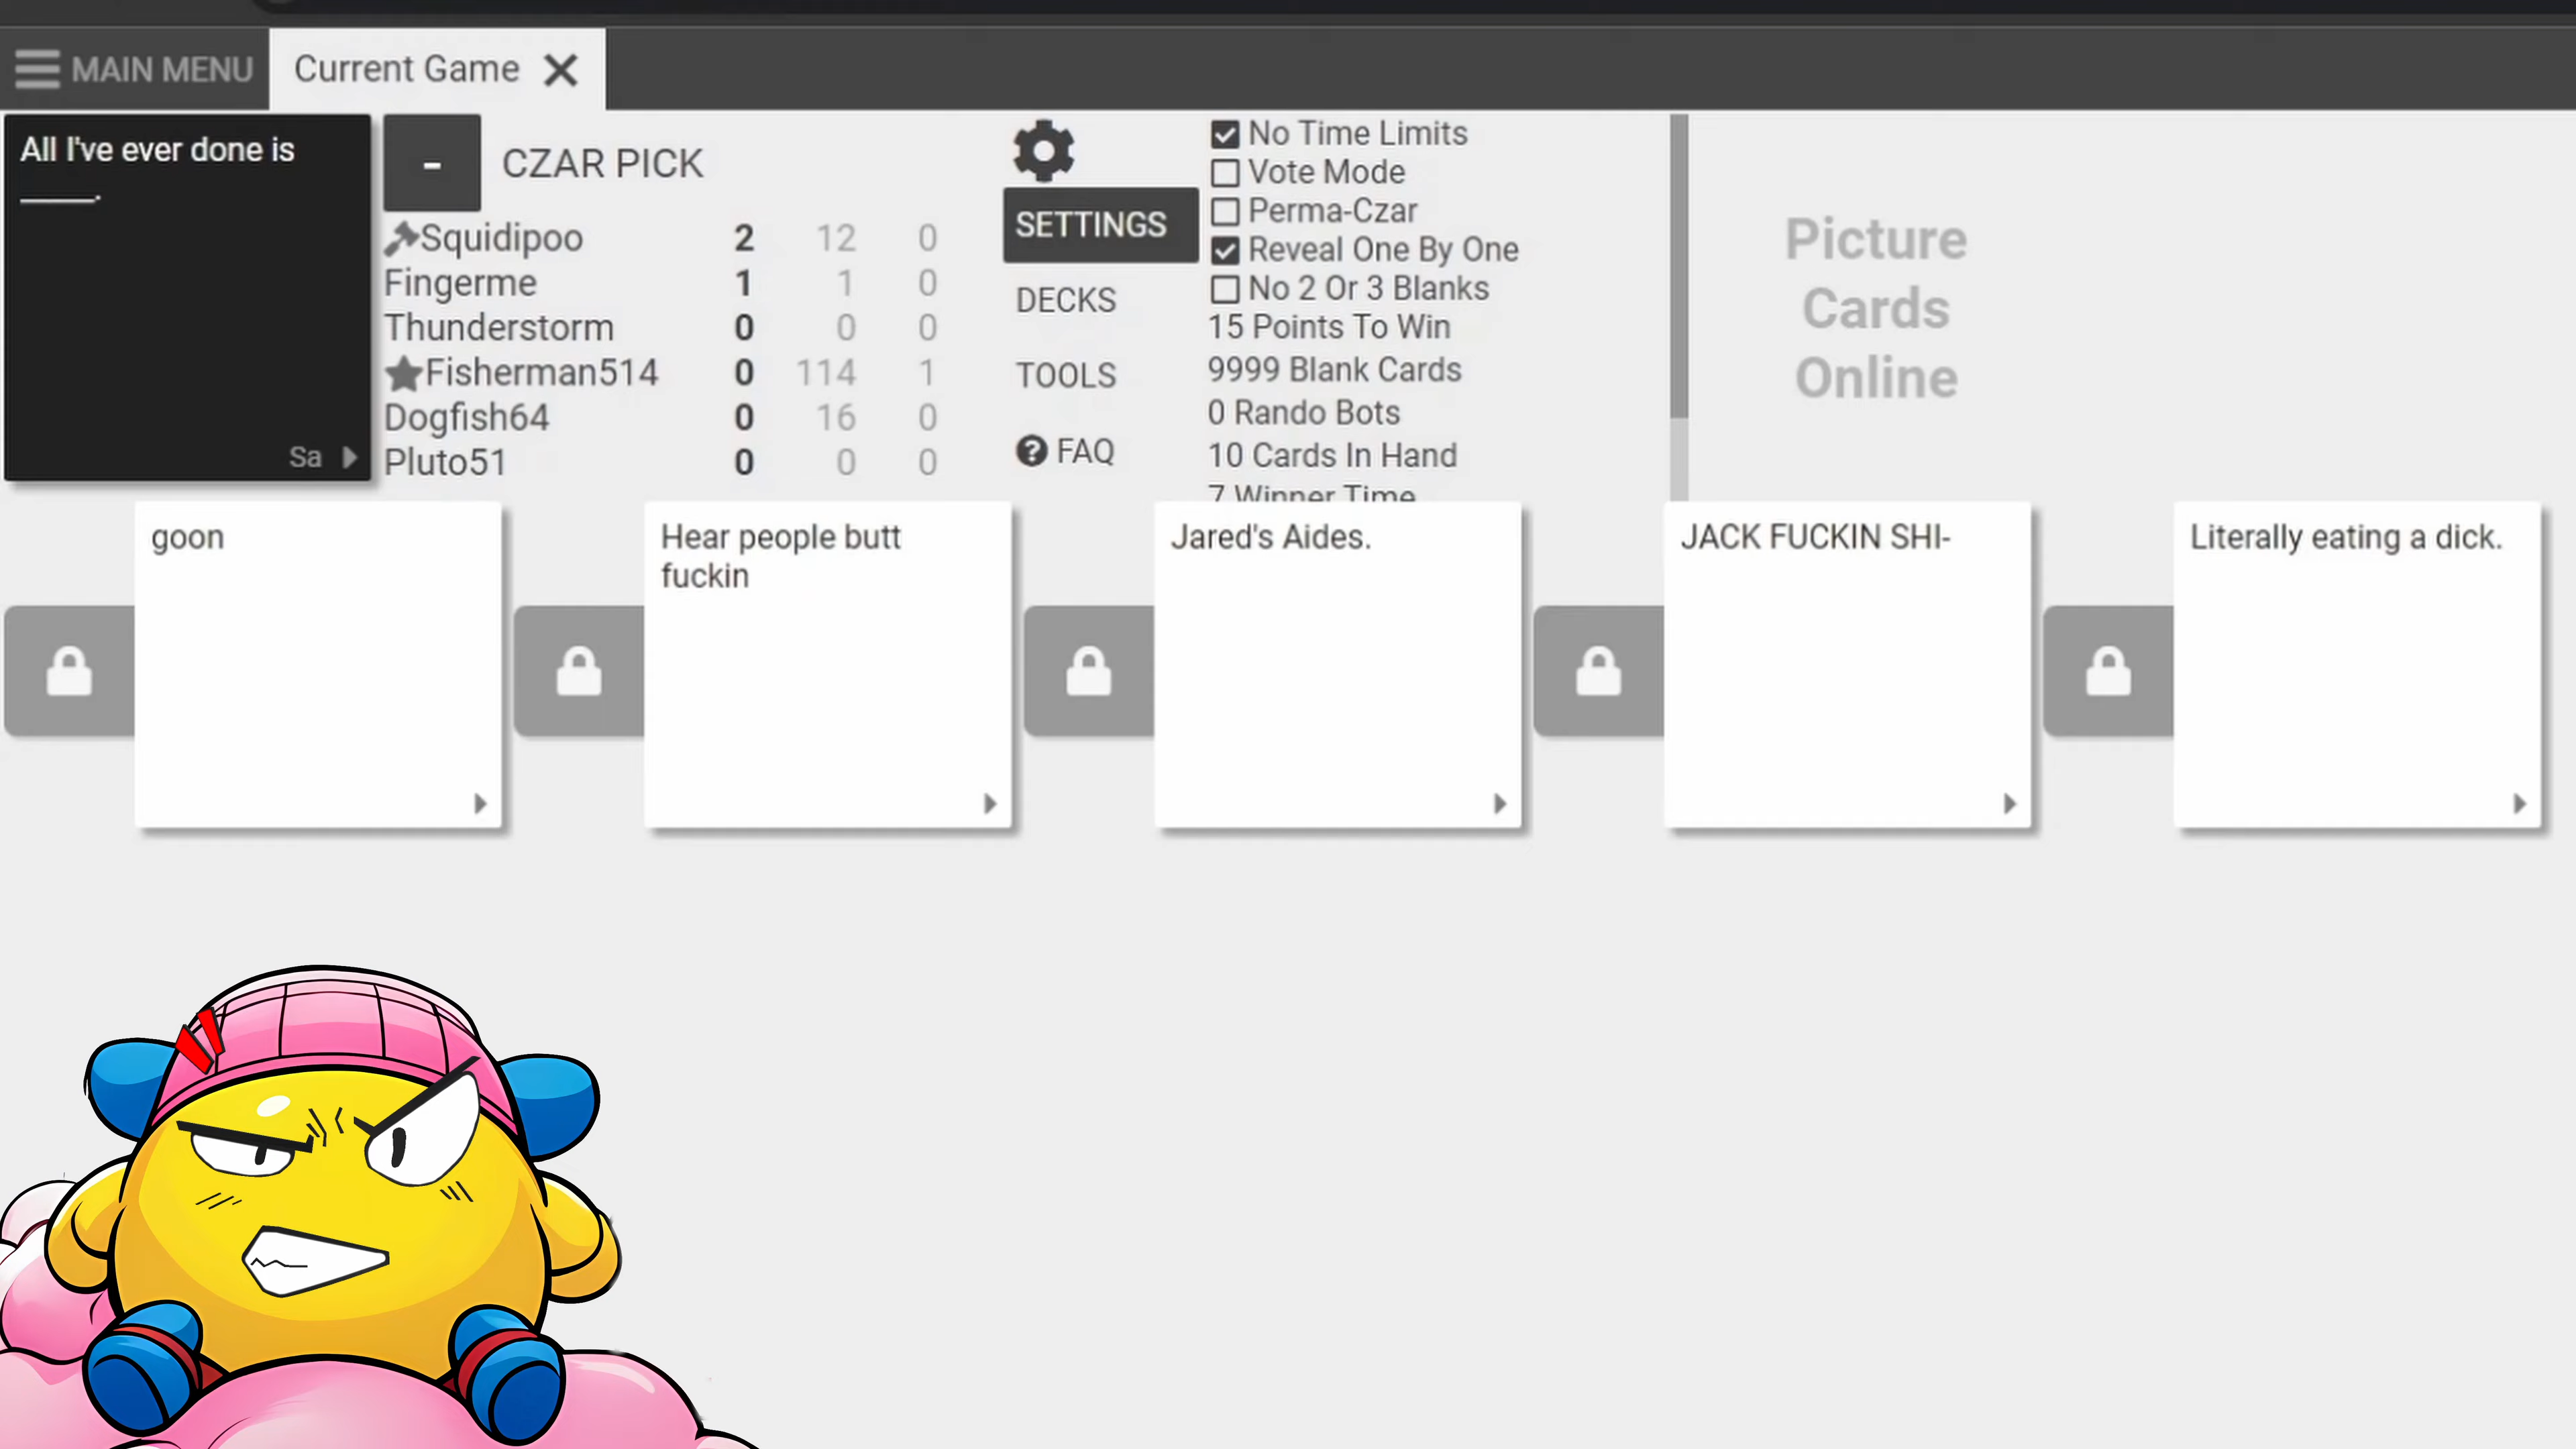 MAIN MENU
Current Game
All I've ever done is
_____.
Sa
-
CZAR PICK
Squidipoo 2 12 0
Fingerme 1 1 0
Thunderstorm 0 0 0
Fisherman514 0 114 1
Dogfish64 0 16 0
Pluto51 0 0 0
SETTINGS
DECKS
TOOLS
? FAQ
No Time Limits
Vote Mode
Perma-Czar
Reveal One By One
No 2 Or 3 Blanks
15 Points To Win
9999 Blank Cards
0 Rando Bots
10 Cards In Hand
7 Winner Time
Picture
Cards
Online
goon
Hear people butt
fuckin
Jared's Aides.
JACK FUCKIN SHI-
Literally eating a dick.